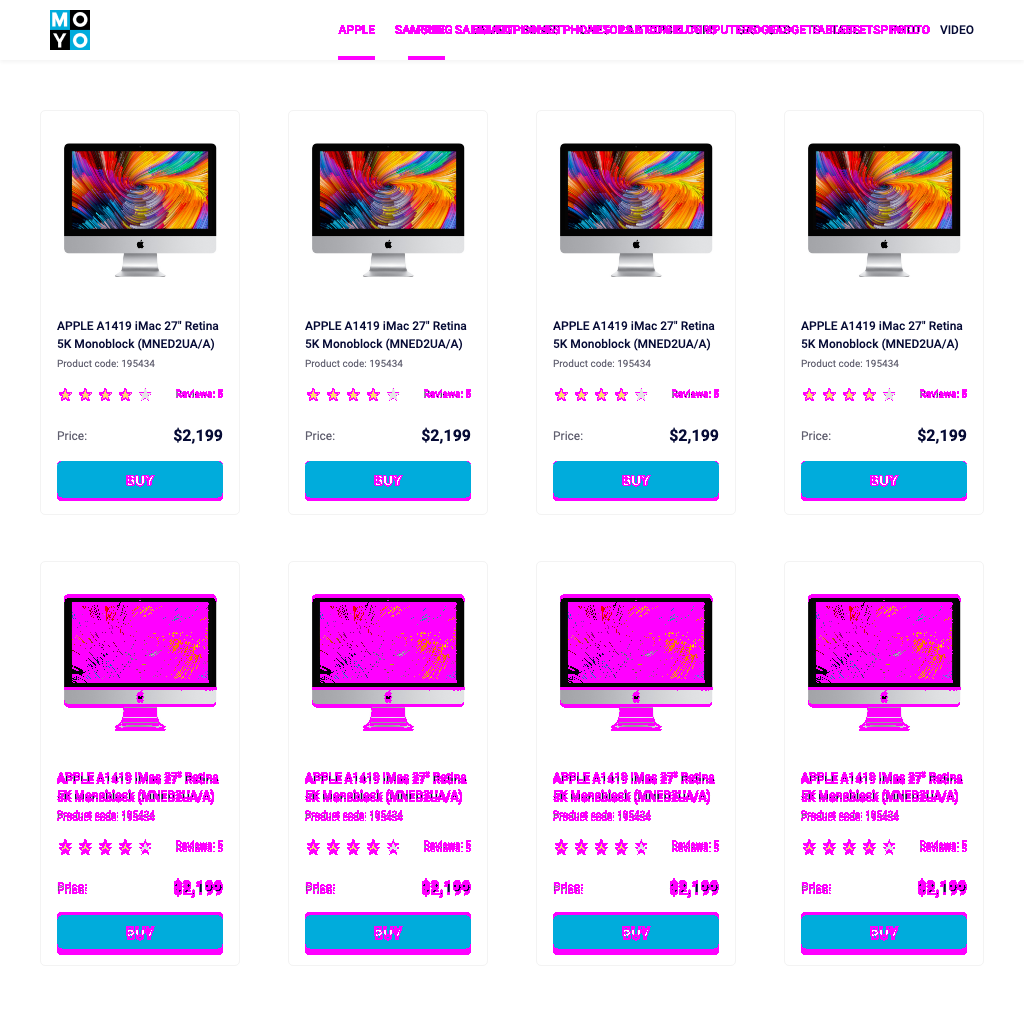 MO
YO
APPLE VIDEO
APPLE A1419 iMac 27" Retina
5K Monoblock (MNED2UA/A)
Product code: 195434
Reviews: 5
Price: $2,199
BUY
APPLE A1419 iMac 27" Retina
5K Monoblock (MNED2UA/A)
Product code: 195434
Reviews: 5
Price: $2,199
BUY
APPLE A1419 iMac 27" Retina
5K Monoblock (MNED2UA/A)
Product code: 195434
Reviews: 5
Price: $2,199
BUY
APPLE A1419 iMac 27" Retina
5K Monoblock (MNED2UA/A)
Product code: 195434
Reviews: 5
Price: $2,199
BUY
APPLE A1419 iMac 27" Retina
5K Monoblock (MNED2UA/A)
Product code: 195434
Reviews: 5
Price: $2,199
BUY
APPLE A1419 iMac 27" Retina
5K Monoblock (MNED2UA/A)
Product code: 195434
Reviews: 5
Price: $2,199
BUY
APPLE A1419 iMac 27" Retina
5K Monoblock (MNED2UA/A)
Product code: 195434
Reviews: 5
Price: $2,199
BUY
APPLE A1419 iMac 27" Retina
5K Monoblock (MNED2UA/A)
Product code: 195434
Reviews: 5
Price: $2,199
BUY